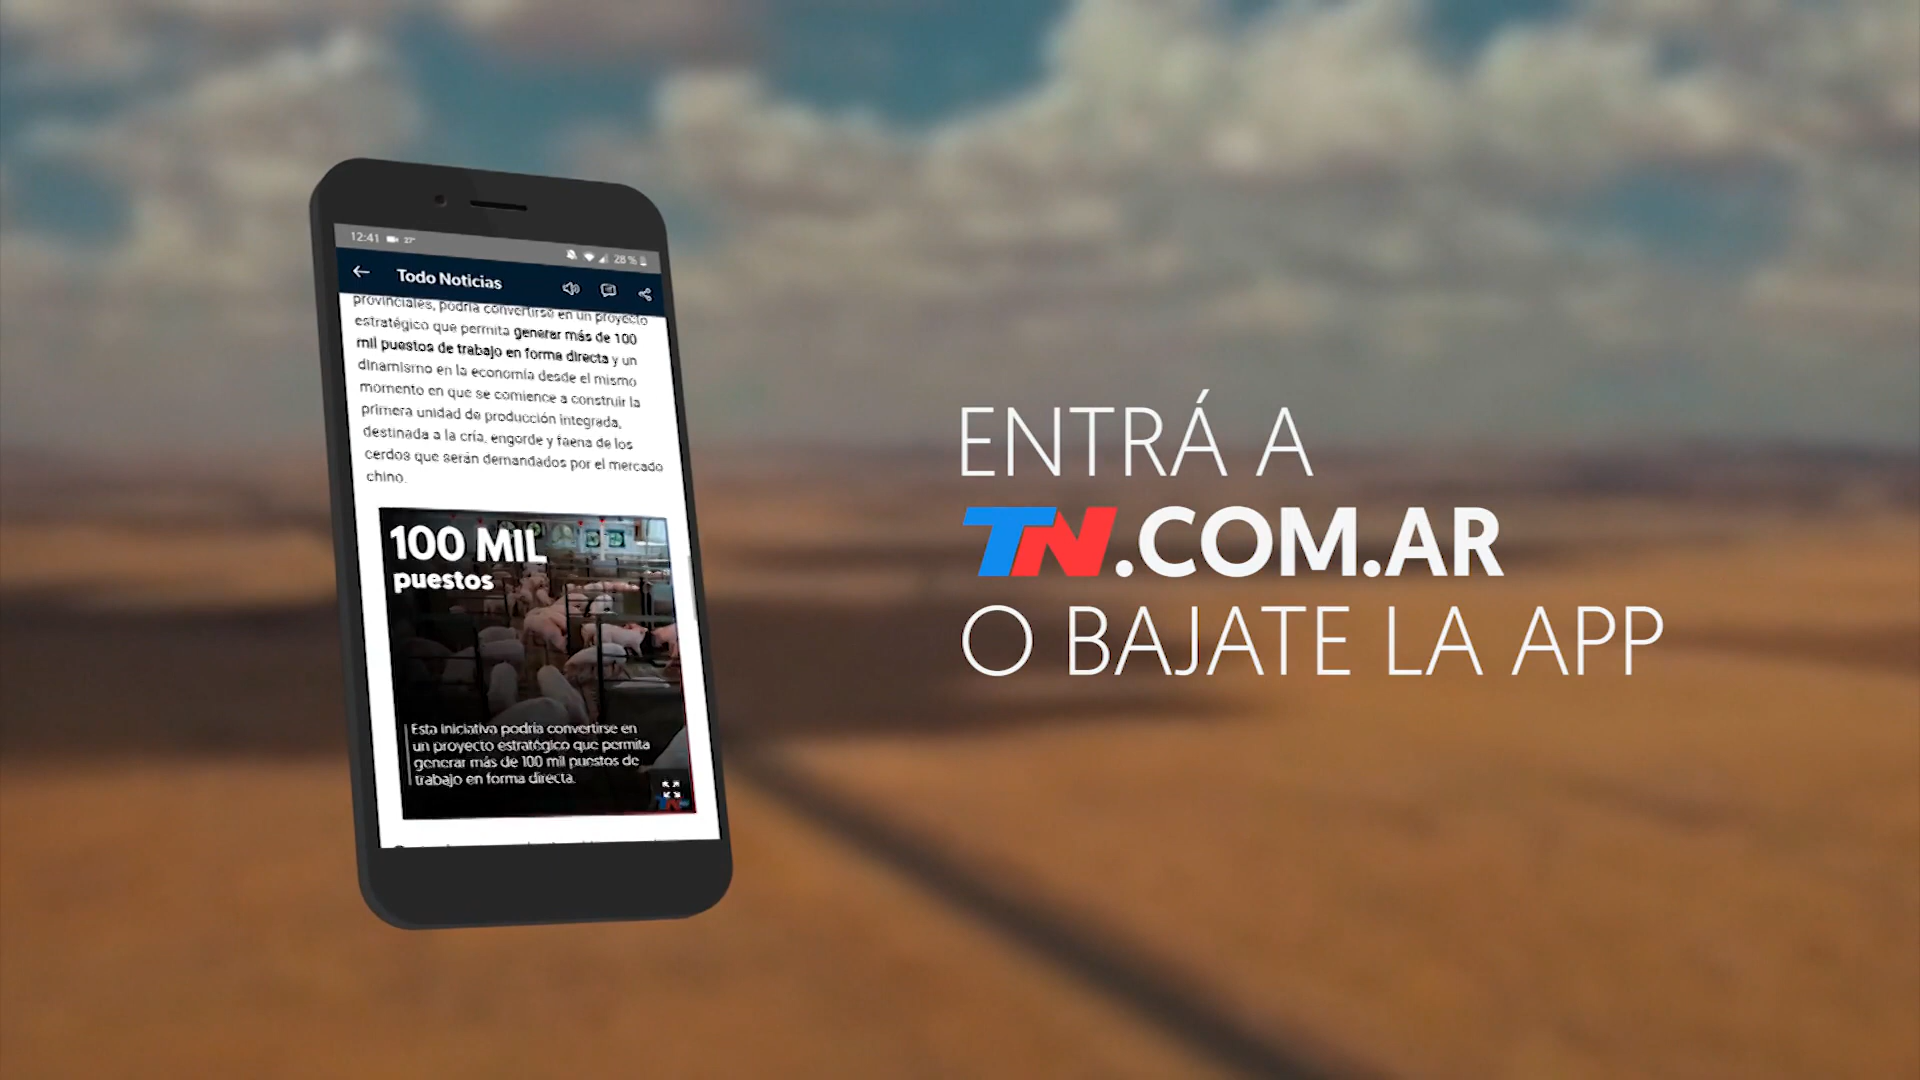 12:41 27°
28 %
Todo Noticias
provinciales, podría convertirse en un proyecto
estratégico que permita generar más de 100
mil puestos de trabajo en forma directa y un
dinamismo en la economía desde el mismo
momento en que se comience a construir la
primera unidad de producción integrada,
destinada a la cría, engorde y faena de los
cerdos que serán demandados por el mercado
chino.
100 MIL
puestos
Esta iniciativa podría convertirse en
un proyecto estratégico que permita
generar más de 100 mil puestos de
trabajo en forma directa.
TN
ENTRÁ A
TN.COM.AR
O BAJATE LA APP